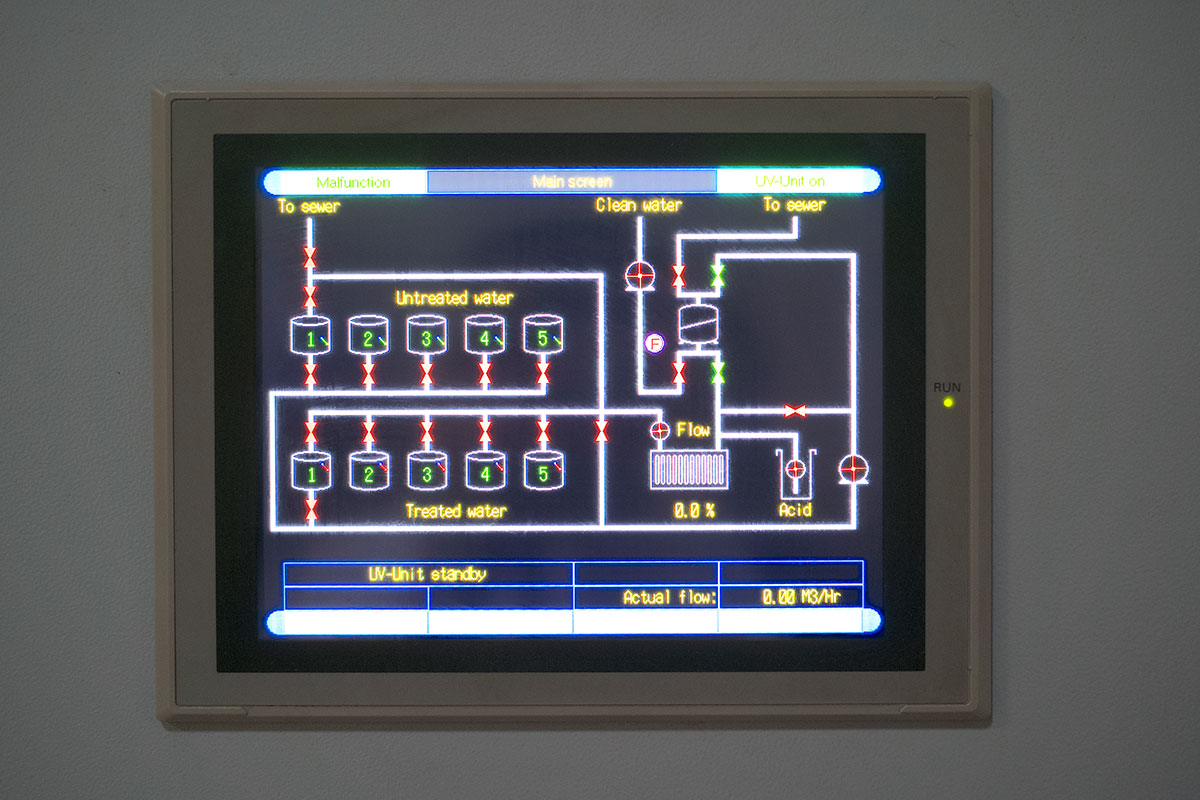 Malfunction Main screen UV-Unit on
To sewer Clean water To sewer
Untreated water
1 2 3 4 5
F
RUN
Flow
1 2 3 4 5
0.0 %
Treated water Acid
UV-Unit standby
Actual flow: 0.00 M3/Hr